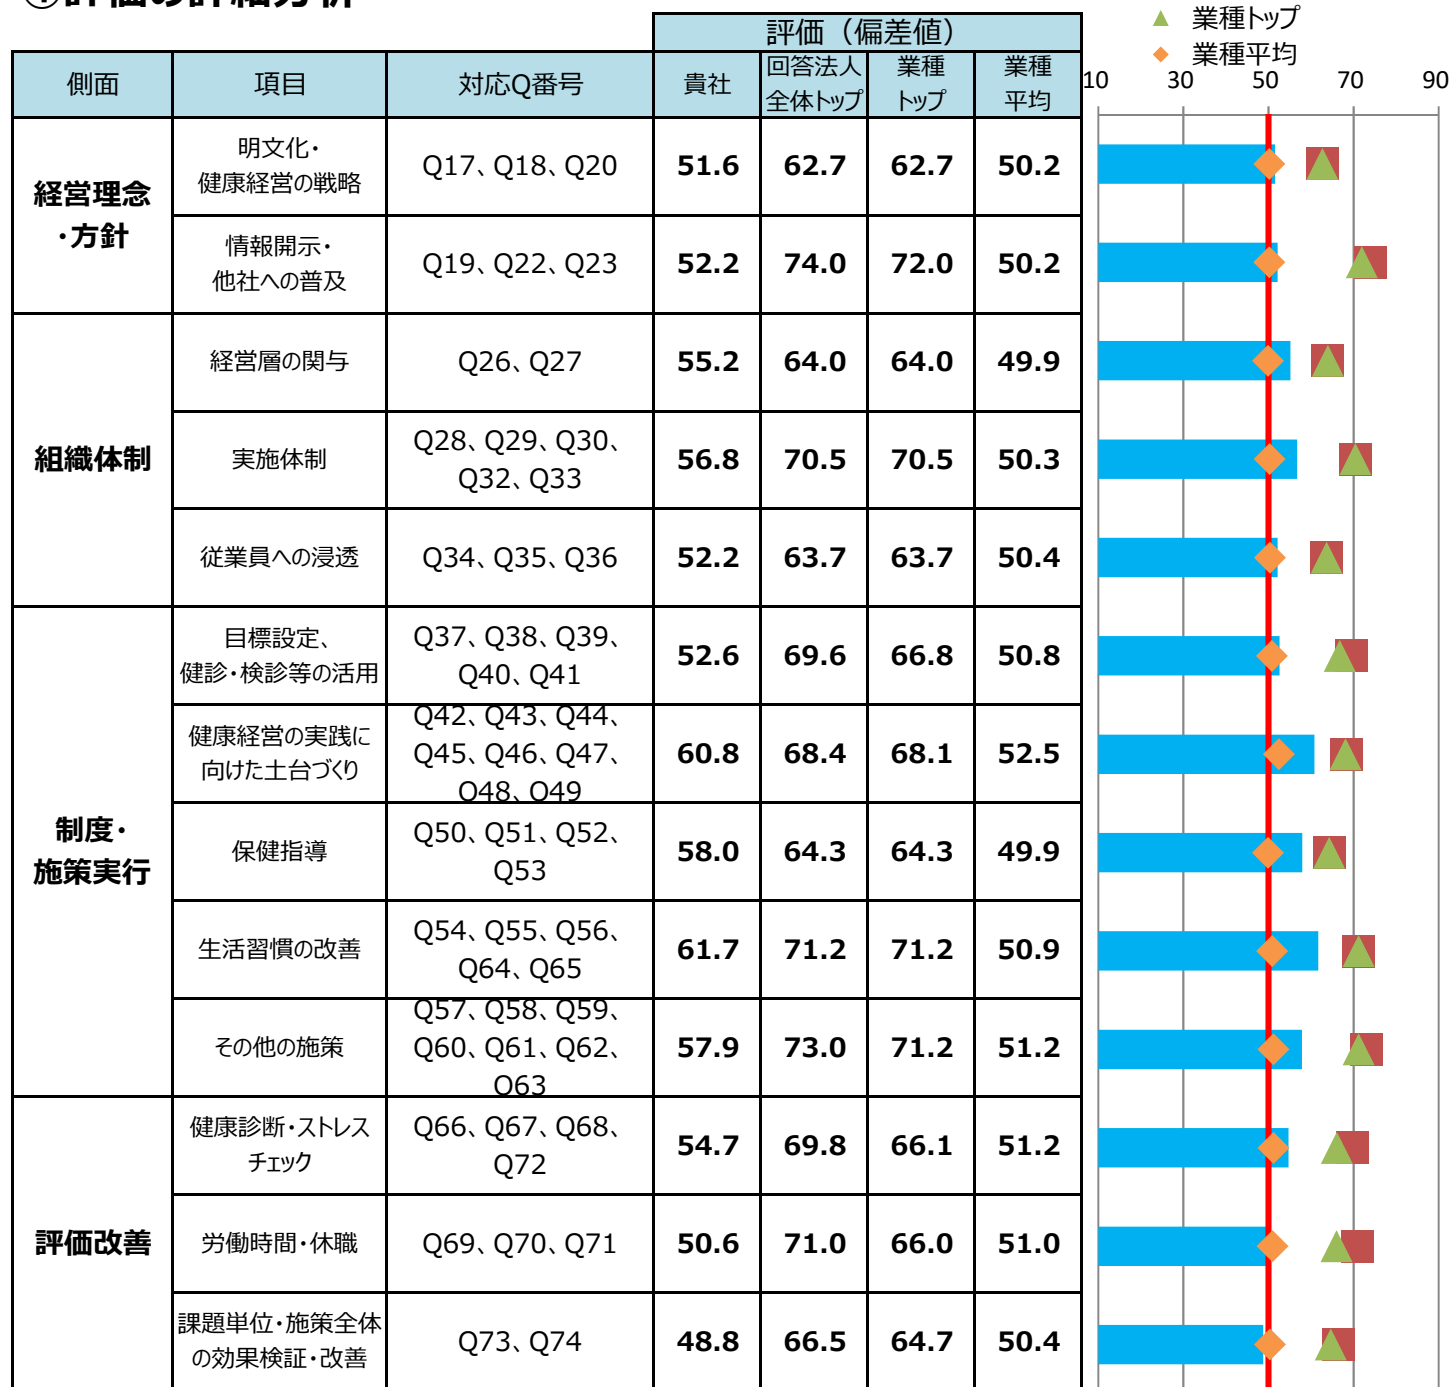 ①評価の詳細分析
▲ 業種トップ
◆ 業種平均
評価（偏差値）
側面 項目 対応Q番号 貴社 回答法人 業種 業種
全体トップ トップ 平均
10 30 50 70 90
経営理念
・方針
明文化・
健康経営の戦略
Q17、Q18、Q20 51.6 62.7 62.7 50.2
情報開示・
他社への普及
Q19、Q22、Q23 52.2 74.0 72.0 50.2
組織体制
経営層の関与 Q26、Q27 55.2 64.0 64.0 49.9
実施体制
Q28、Q29、Q30、
Q32、Q33
56.8 70.5 70.5 50.3
従業員への浸透 Q34、Q35、Q36 52.2 63.7 63.7 50.4
制度・
施策実行
目標設定、
健診・検診等の活用
Q37、Q38、Q39、
Q40、Q41
52.6 69.6 66.8 50.8
健康経営の実践に
向けた土台づくり
Q42、Q43、Q44、
Q45、Q46、Q47、
Q48、Q49
60.8 68.4 68.1 52.5
保健指導
Q50、Q51、Q52、
Q53
58.0 64.3 64.3 49.9
生活習慣の改善
Q54、Q55、Q56、
Q64、Q65
61.7 71.2 71.2 50.9
その他の施策
Q57、Q58、Q59、
Q60、Q61、Q62、
Q63
57.9 73.0 71.2 51.2
評価改善
健康診断・ストレス
チェック
Q66、Q67、Q68、
Q72
54.7 69.8 66.1 51.2
労働時間・休職 Q69、Q70、Q71 50.6 71.0 66.0 51.0
課題単位・施策全体
の効果検証・改善
Q73、Q74 48.8 66.5 64.7 50.4